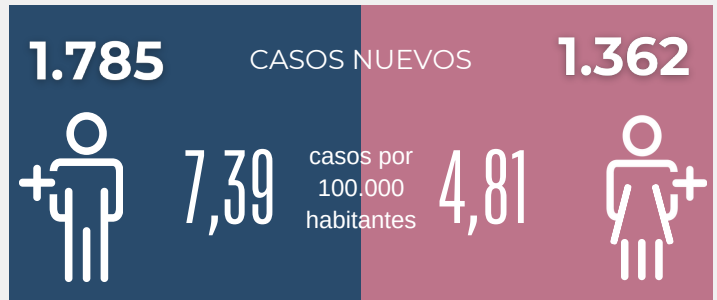 1.785
CASOS NUEVOS
1.362
7,39
casos por
100.000
habitantes
4,81